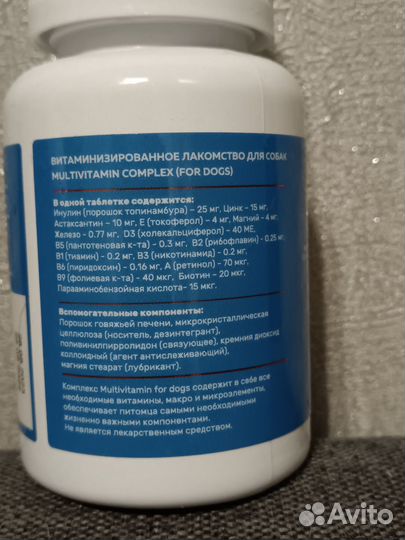 ВИТАМИНИЗИРОВАННОЕ ЛАКОМСТВО ДЛЯ СОБАК
MULTIVITAMIN COMPLEX (FOR DOGS)
В одной таблетке содержится:
Инулин (порошок топинамбура) – 25 мг, Цинк – 15 мг,
Астаксантин – 10 мг, Е (токоферол) – 4 мг, Магний – 4 мг,
Железо – 0.77 мг, D3 (холекальциферол) – 40 МЕ,
B5 (пантотеновая к-та) – 0.3 мг, B2 (рибофлавин) – 0.25 мг,
B1 (тиамин) – 0.2 мг, B3 (никотинамид) – 0.2 мг,
B6 (пиридоксин) – 0.16 мг, А (ретинол) – 70 мкг,
B9 (фолиевая к-та) – 40 мкг, Биотин – 20 мкг,
Парааминобензойная кислота– 15 мкг.
Вспомогательные компоненты:
Порошок говяжьей печени, микрокристаллическая
целлюлоза (носитель, дезинтегрант),
поливинилпирролидон (связующее), кремния диоксид
коллоидный (агент антислеживающий),
магния стеарат (лубрикант).
Комплекс Multivitamin for dogs содержит в себе все
необходимые витамины, макро и микроэлементы,
обеспечивает питомца самыми необходимыми
жизненно важными компонентами.
Не является лекарственным средством.
Avito